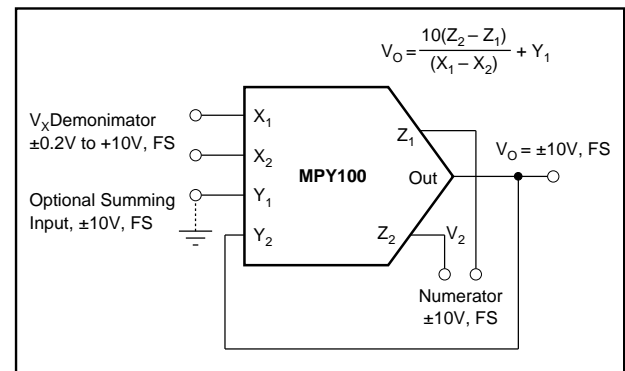 V_O = 10(Z_2 – Z_1) / (X_1 – X_2) + Y_1
V_XDemonimator
±0.2V to +10V, FS
X_1
X_2
Optional Summing
Input, ±10V, FS
Y_1
Y_2
MPY100
Z_1
Out
Z_2
V_2
V_O = ±10V, FS
Numerator
±10V, FS